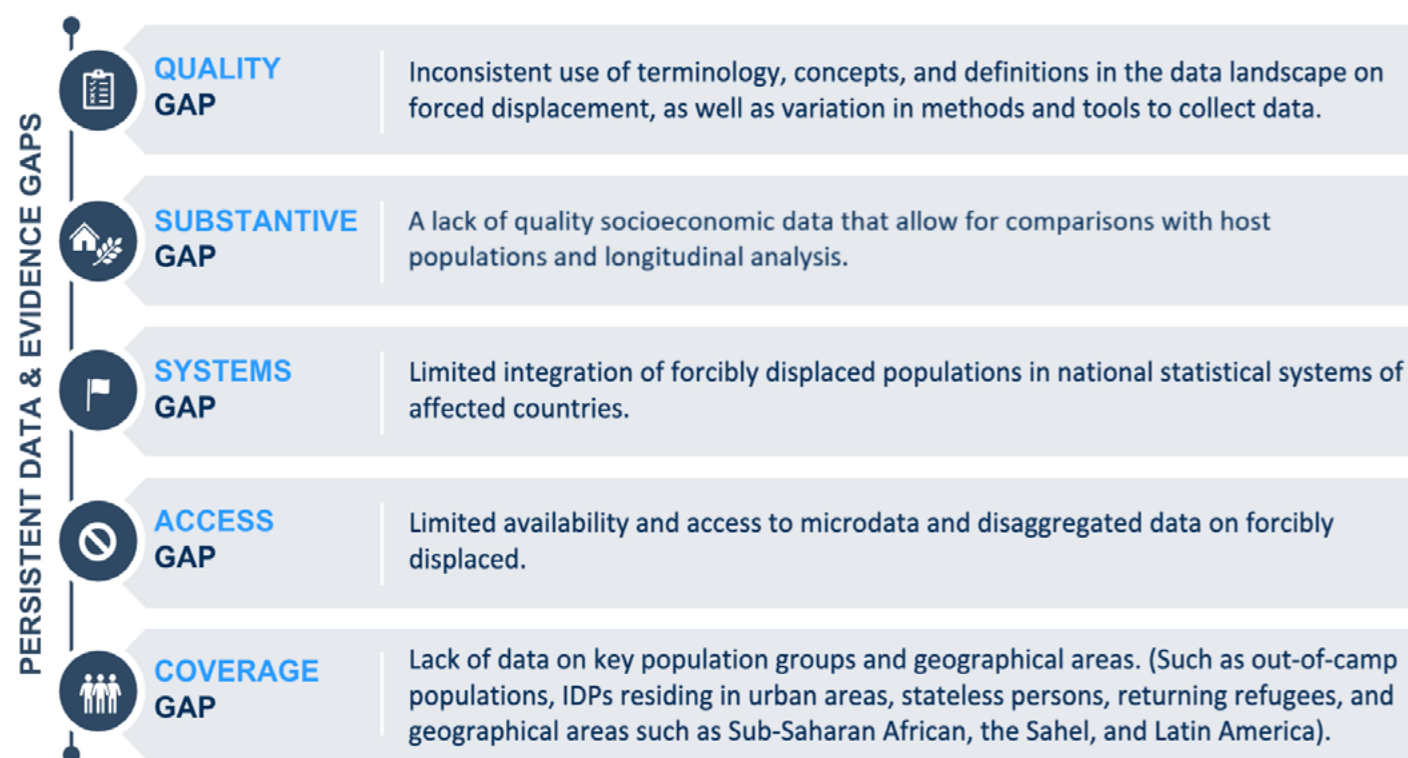 PERSISTENT DATA & EVIDENCE GAPS
QUALITY
GAP
Inconsistent use of terminology, concepts, and definitions in the data landscape on
forced displacement, as well as variation in methods and tools to collect data.
SUBSTANTIVE
GAP
A lack of quality socioeconomic data that allow for comparisons with host
populations and longitudinal analysis.
SYSTEMS
GAP
Limited integration of forcibly displaced populations in national statistical systems of
affected countries.
ACCESS
GAP
Limited availability and access to microdata and disaggregated data on forcibly
displaced.
COVERAGE
GAP
Lack of data on key population groups and geographical areas. (Such as out-of-camp
populations, IDPs residing in urban areas, stateless persons, returning refugees, and
geographical areas such as Sub-Saharan African, the Sahel, and Latin America).